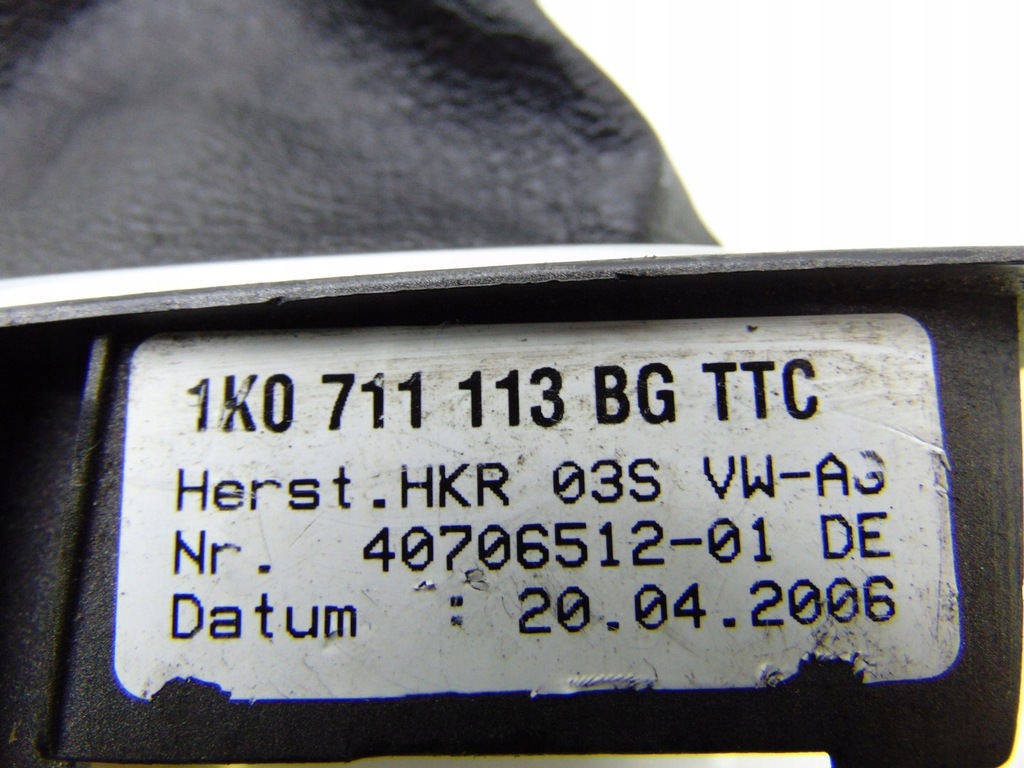 1K0 711 113 BG TTC
Herst.HKR 03S VW-AG
Nr. 40706512-01 DE
Datum : 20.04.2006